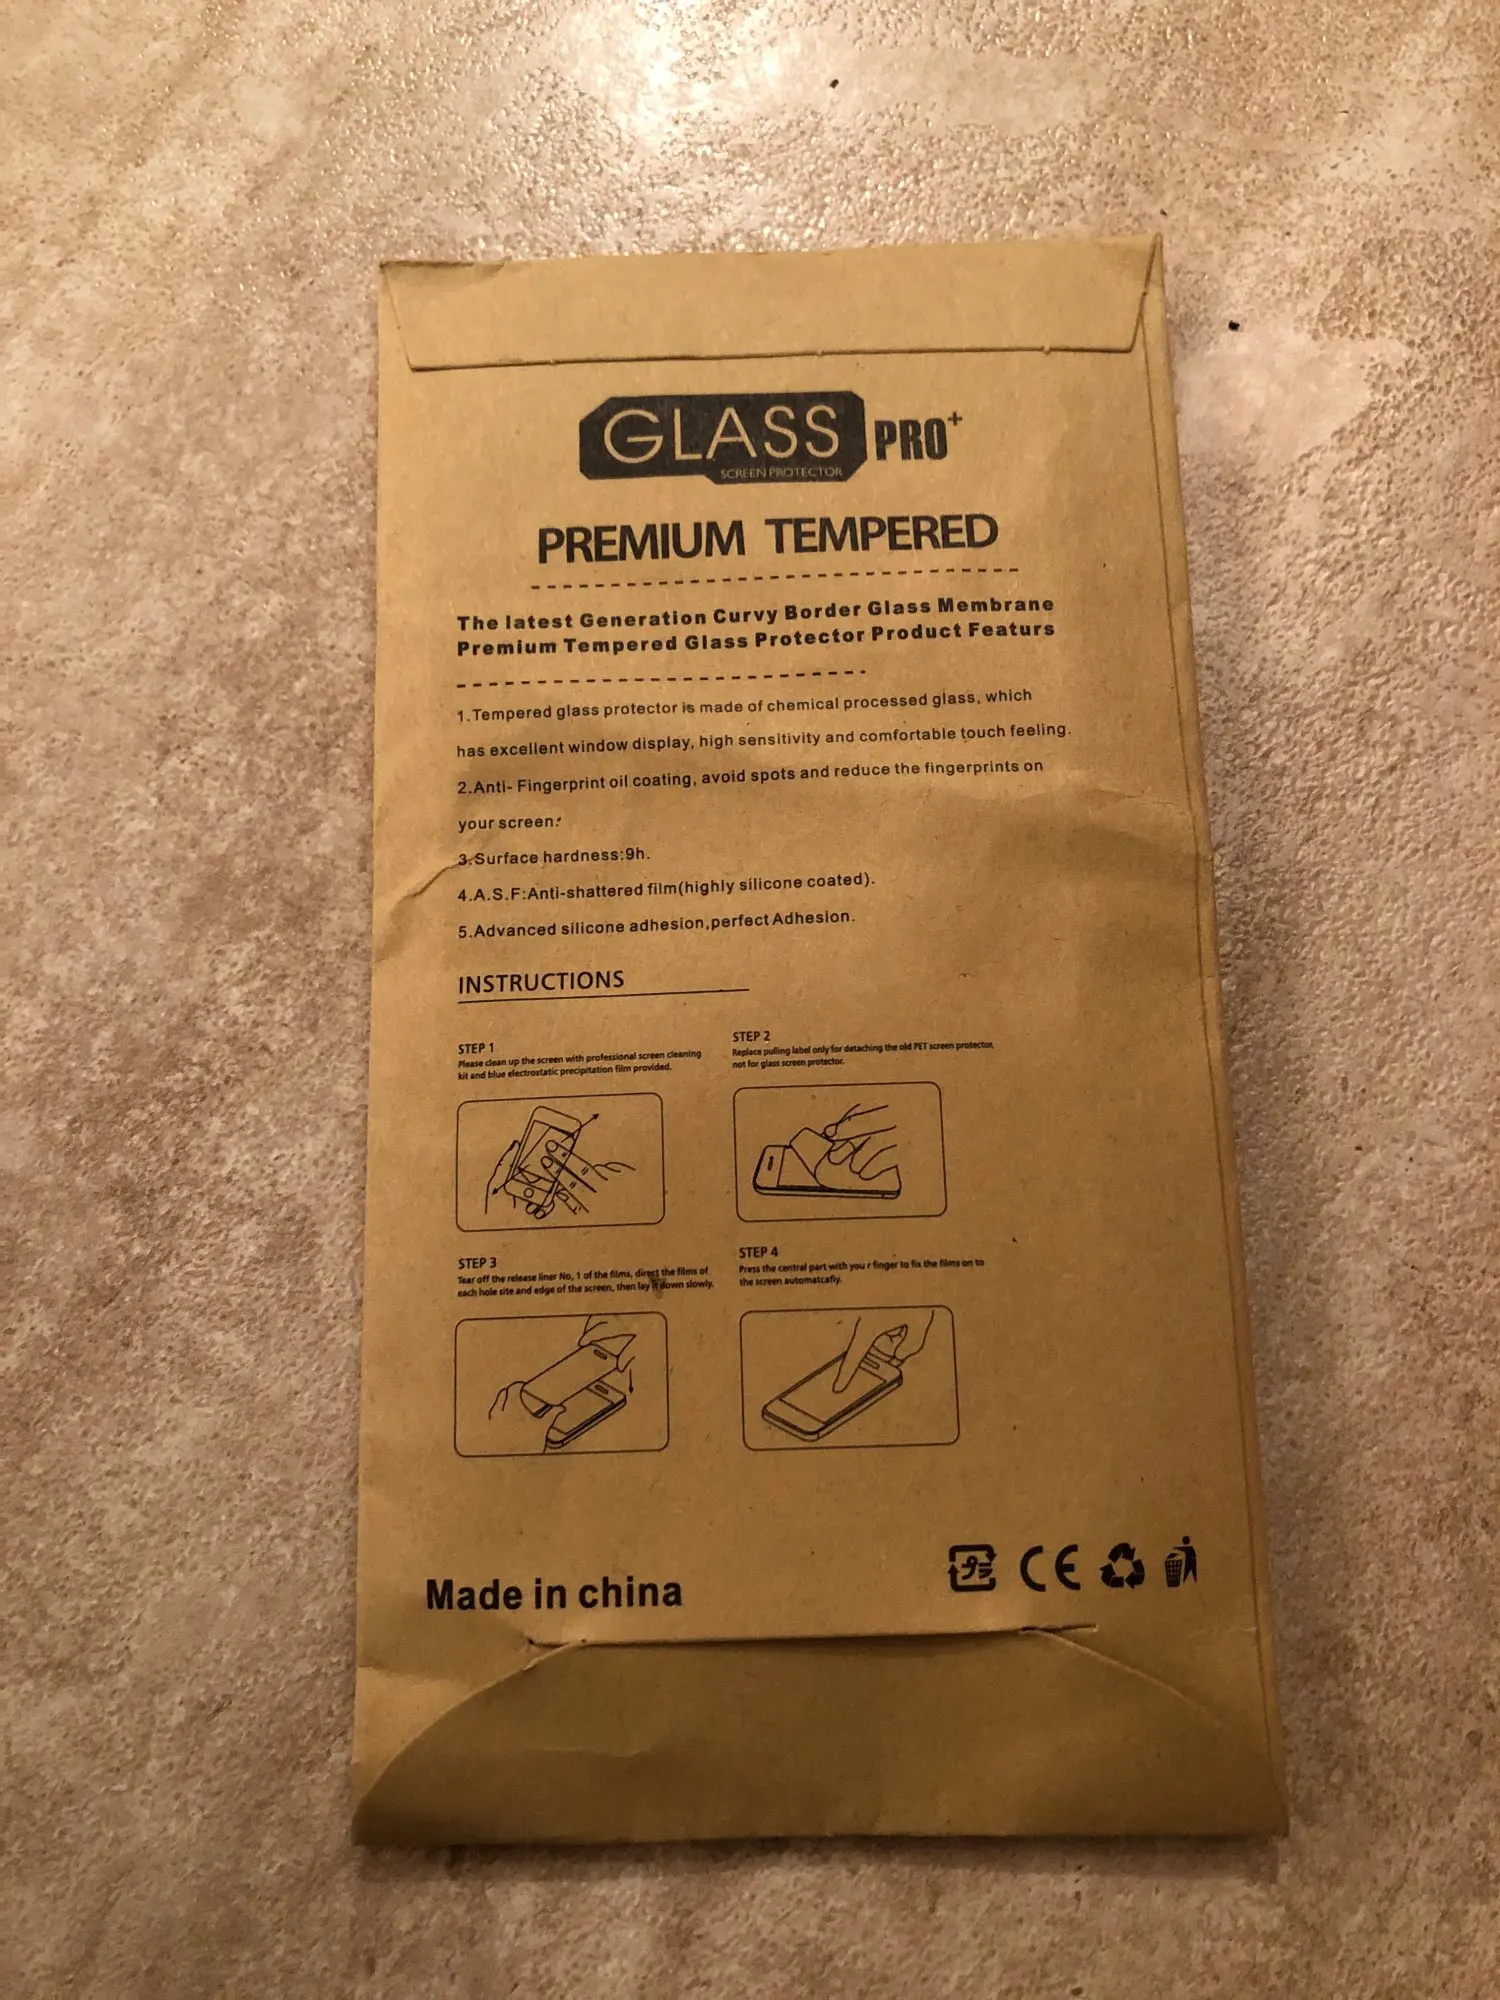 GLASS PRO+
SCREEN PROTECTOR
PREMIUM TEMPERED
The latest Generation Curvy Border Glass Membrane
Premium Tempered Glass Protector Product Featurs
1.Tempered glass protector is made of chemical processed glass, which
has excellent window display, high sensitivity and comfortable touch feeling.
2.Anti- Fingerprint oil coating, avoid spots and reduce the fingerprints on
your screen.
3.Surface hardness:9h.
4.A.S.F:Anti-shattered film(highly silicone coated).
5.Advanced silicone adhesion,perfect Adhesion.
INSTRUCTIONS
STEP 1
Please clean up the screen with professional screen cleaning
kit and blue electrostatic precipitation film provided.
STEP 2
Replace pulling label only for detaching the old PET screen protector,
not for glass screen protector.
STEP 3
Tear off the release liner No, 1 of the films, direct the films of
each hole site and edge of the screen, then lay it down slowly.
STEP 4
Press the central part with you r finger to fix the films on to
the screen automatcafly.
Made in china
CE